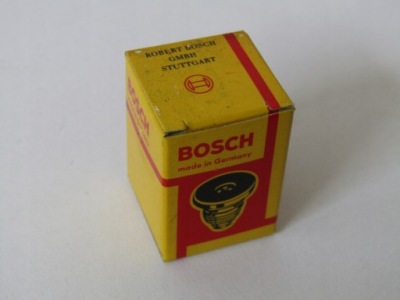 ROBERT BOSCH
GMBH
STUTTGART
BOSCH
BOSCH
made in Germany